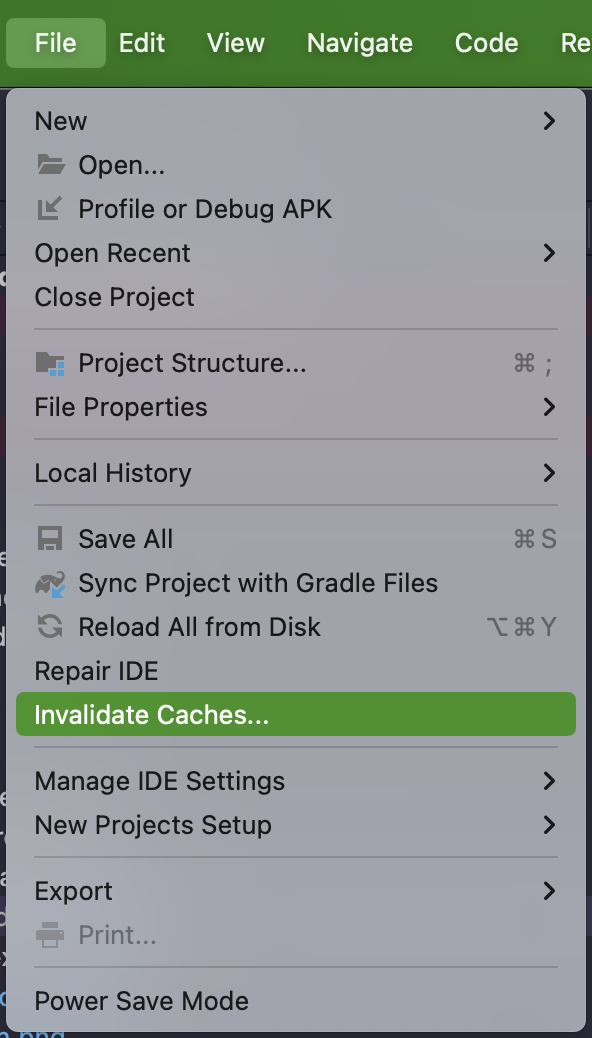 File Edit View Navigate Code Re
New
Open...
Profile or Debug APK
Open Recent
Close Project
Project Structure... ⌘ ;
File Properties
Local History
Save All ⌘ S
Sync Project with Gradle Files
Reload All from Disk ⌥ ⌘ Y
Repair IDE
Invalidate Caches...
Manage IDE Settings
New Projects Setup
Export
Print...
Power Save Mode